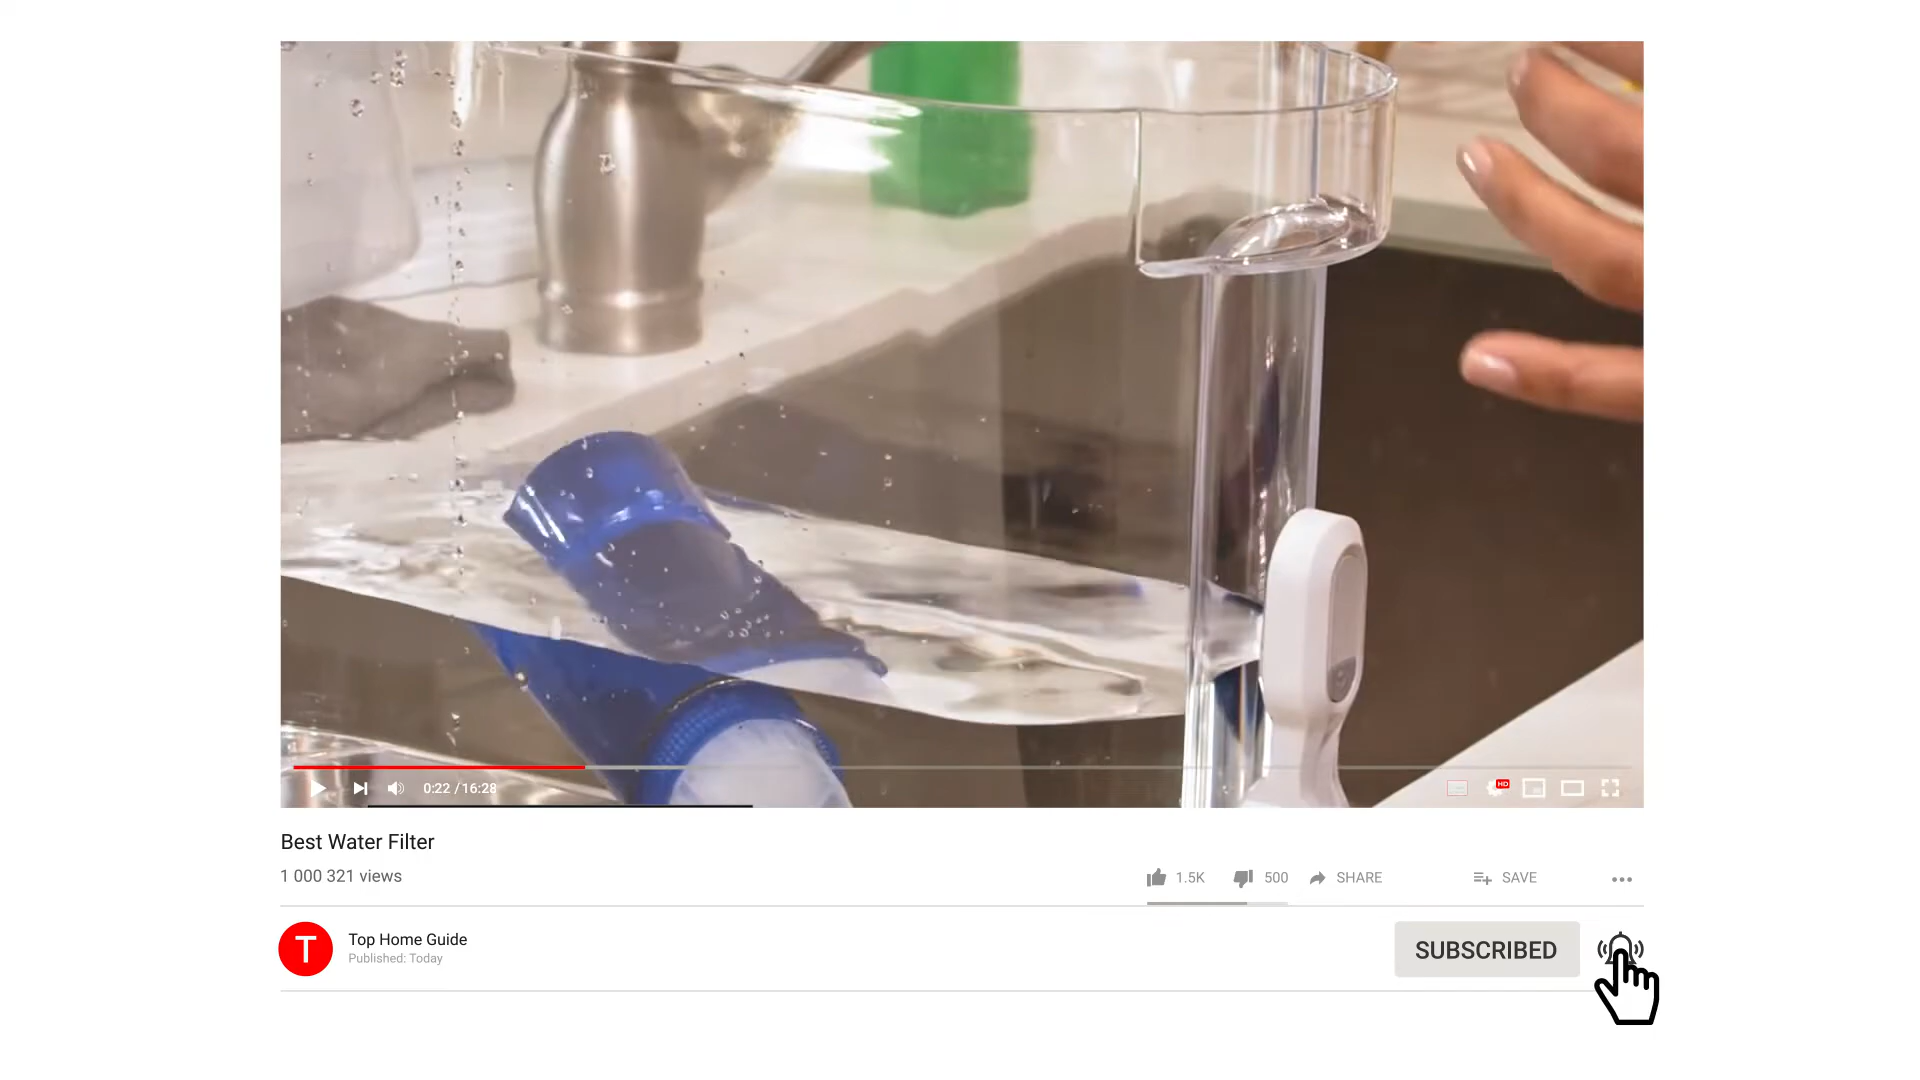 0:22 / 16:28
HD
Best Water Filter
1 000 321 views
1.5K
500
SHARE
SAVE
T
Top Home Guide
Published: Today
SUBSCRIBED